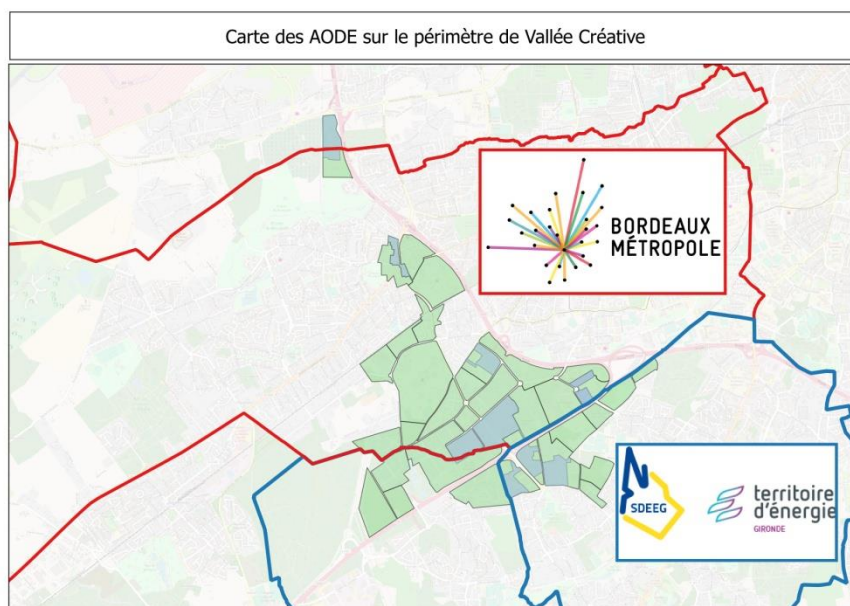 Carte des AODE sur le périmètre de Vallée Créative
BORDEAUX
MÉTROPOLE
SDEEG
territoire
d'énergie
GIRONDE